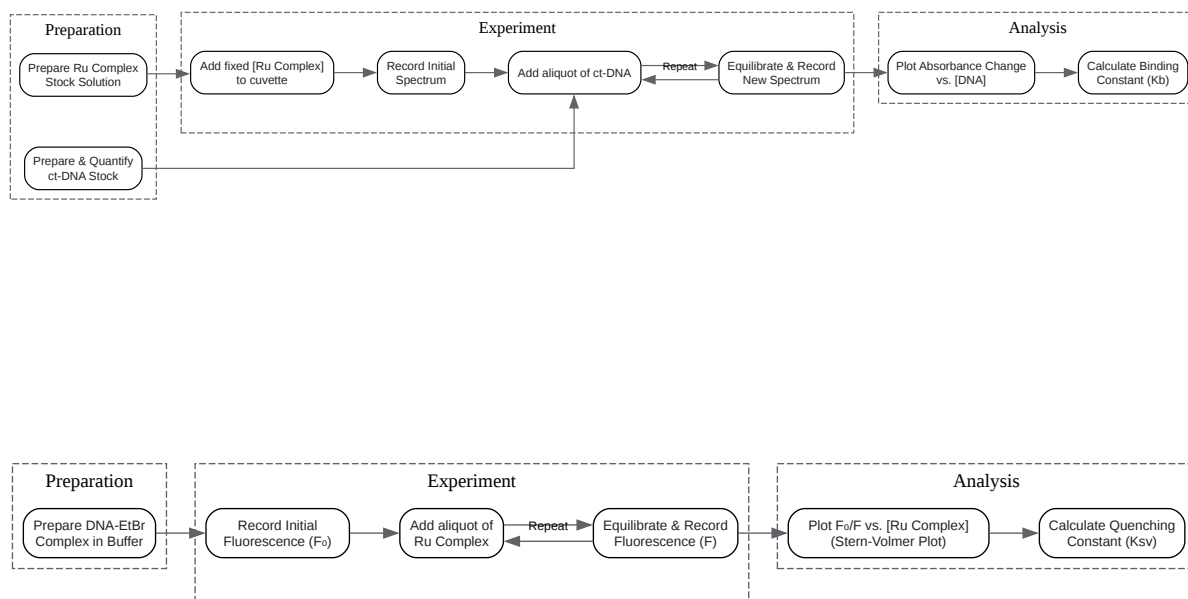 Preparation
Prepare Ru Complex
Stock Solution
Prepare & Quantify
ct-DNA Stock
Experiment
Add fixed [Ru Complex]
to cuvette
Record Initial
Spectrum
Add aliquot of ct-DNA
Repeat
Equilibrate & Record
New Spectrum
Analysis
Plot Absorbance Change
vs. [DNA]
Calculate Binding
Constant (Kb)
Preparation
Prepare DNA-EtBr
Complex in Buffer
Experiment
Record Initial
Fluorescence (F₀)
Add aliquot of
Ru Complex
Repeat
Equilibrate & Record
Fluorescence (F)
Analysis
Plot F₀/F vs. [Ru Complex]
(Stern-Volmer Plot)
Calculate Quenching
Constant (Ksv)